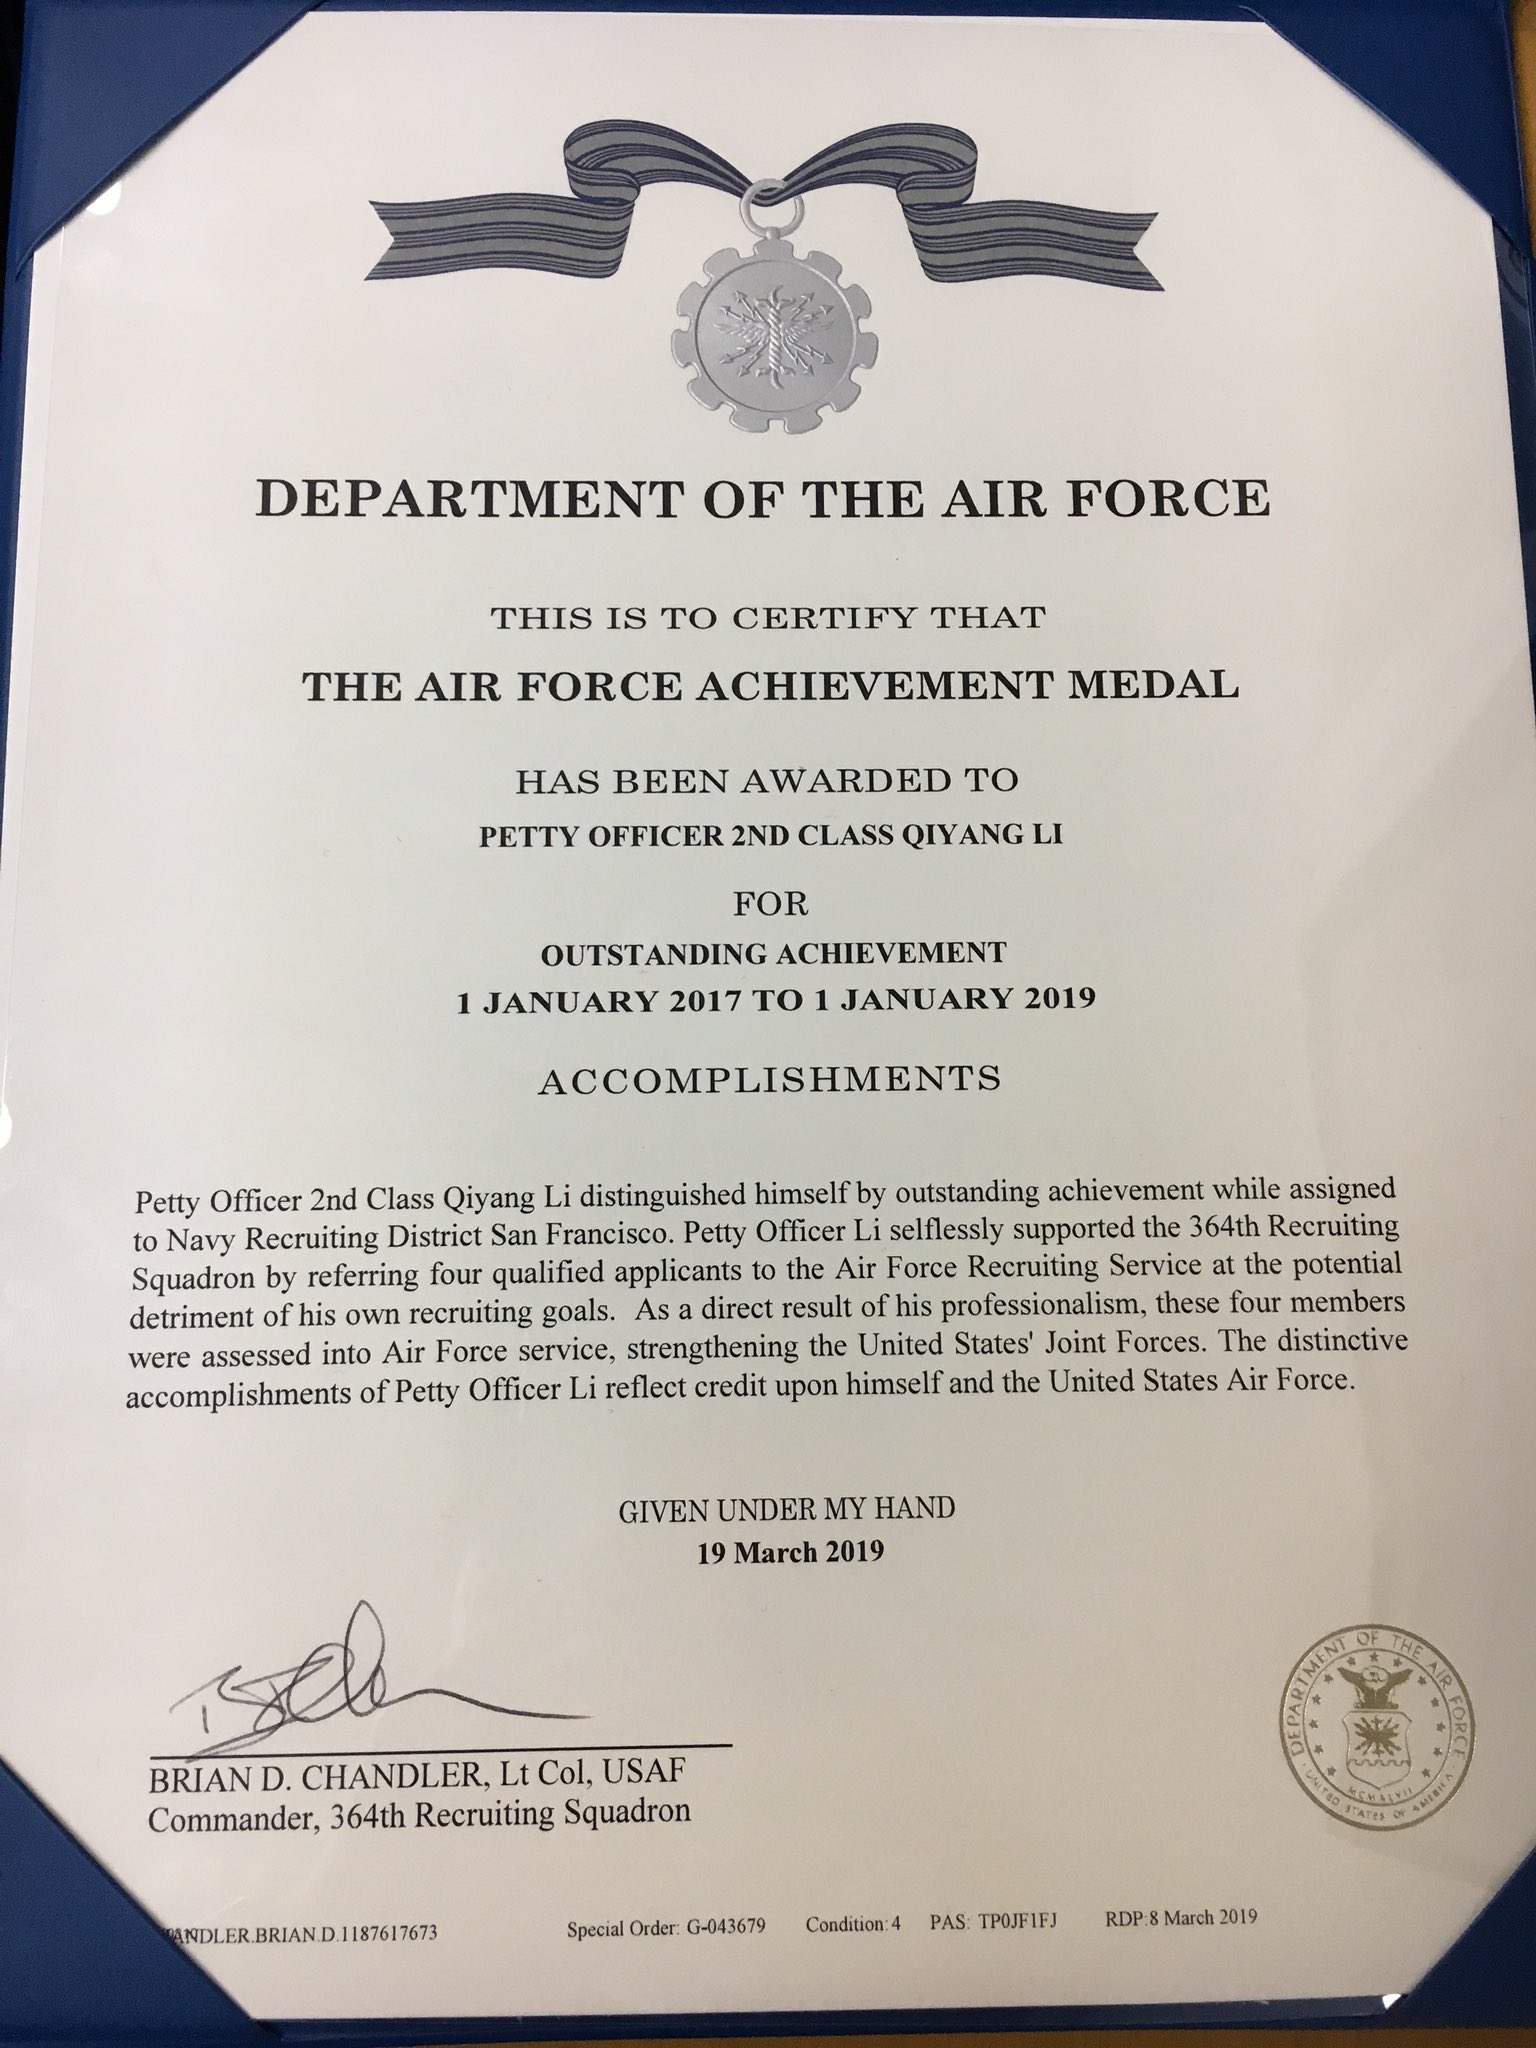 DEPARTMENT OF THE AIR FORCE
THIS IS TO CERTIFY THAT
THE AIR FORCE ACHIEVEMENT MEDAL
HAS BEEN AWARDED TO
PETTY OFFICER 2ND CLASS QIYANG LI
FOR
OUTSTANDING ACHIEVEMENT
1 JANUARY 2017 TO 1 JANUARY 2019
ACCOMPLISHMENTS
Petty Officer 2nd Class Qiyang Li distinguished himself by outstanding achievement while assigned
to Navy Recruiting District San Francisco. Petty Officer Li selflessly supported the 364th Recruiting
Squadron by referring four qualified applicants to the Air Force Recruiting Service at the potential
detriment of his own recruiting goals. As a direct result of his professionalism, these four members
were assessed into Air Force service, strengthening the United States' Joint Forces. The distinctive
accomplishments of Petty Officer Li reflect credit upon himself and the United States Air Force.
GIVEN UNDER MY HAND
19 March 2019
BRIAN D. CHANDLER, Lt Col, USAF
Commander, 364th Recruiting Squadron
DEPARTMENT OF THE AIR FORCE
MCMXLVII
UNITED STATES OF AMERICA
ANDLER.BRIAN.D.1187617673 Special Order: G-043679 Condition:4 PAS: TP0JF1FJ RDP:8 March 2019